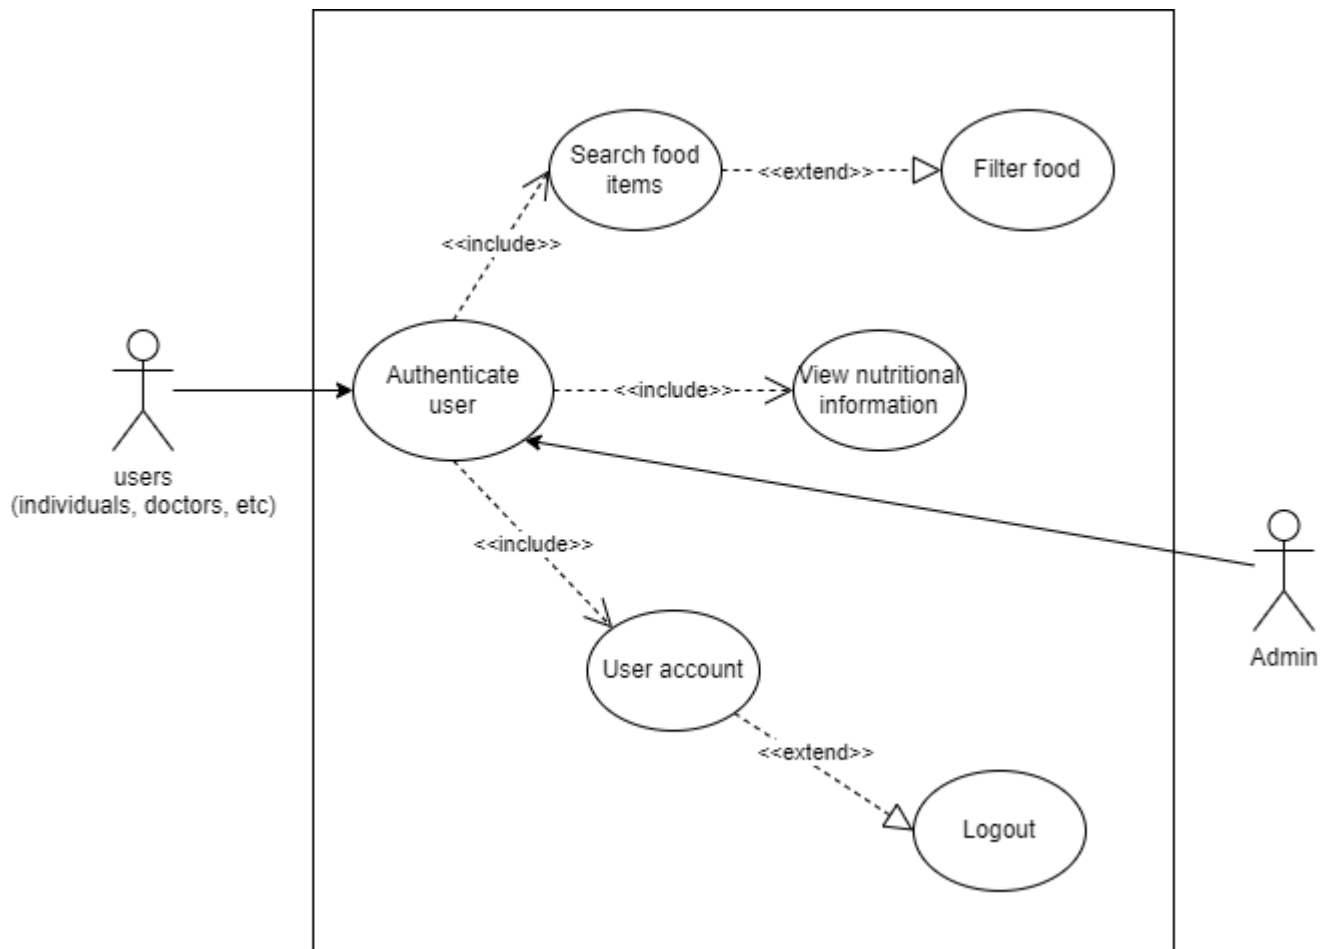 Search food
items
<<extend>>
Filter food
<<include>>
Authenticate
user
<<include>>
View nutritional
information
users
(individuals, doctors, etc)
<<include>>
User account
Admin
<<extend>>
Logout